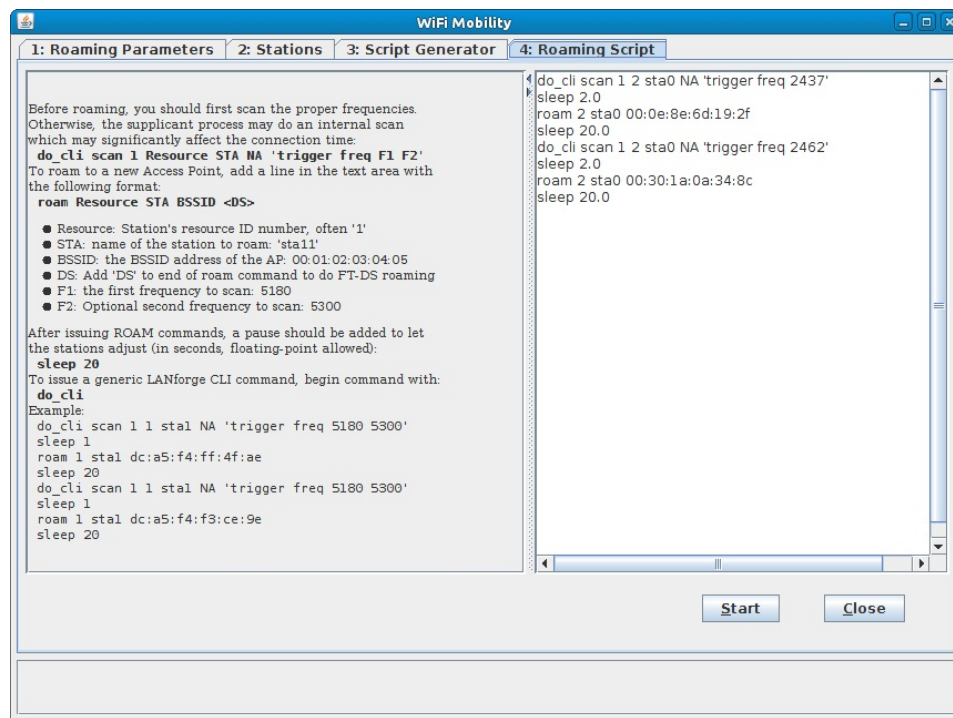 WiFi Mobility
1: Roaming Parameters
2: Stations
3: Script Generator
4: Roaming Script
Before roaming, you should first scan the proper frequencies.
Otherwise, the supplicant process may do an internal scan
which may significantly affect the connection time:
do_cli scan 1 Resource STA NA 'trigger freq F1 F2'
To roam to a new Access Point, add a line in the text area with
the following format:
roam Resource STA BSSID <DS>
Resource: Station's resource ID number, often '1'
STA: name of the station to roam: 'sta11'
BSSID: the BSSID address of the AP: 00:01:02:03:04:05
DS: Add 'DS' to end of roam command to do FT-DS roaming
F1: the first frequency to scan: 5180
F2: Optional second frequency to scan: 5300
After issuing ROAM commands, a pause should be added to let
the stations adjust (in seconds, floating-point allowed):
sleep 20
To issue a generic LANforge CLI command, begin command with:
do_cli
Example:
do_cli scan 1 1 sta1 NA 'trigger freq 5180 5300'
sleep 1
roam 1 sta1 dc:a5:f4:ff:4f:ae
sleep 20
do_cli scan 1 1 sta1 NA 'trigger freq 5180 5300'
sleep 1
roam 1 sta1 dc:a5:f4:f3:ce:9e
sleep 20
do_cli scan 1 2 sta0 NA 'trigger freq 2437'
sleep 2.0
roam 2 sta0 00:0e:8e:6d:19:2f
sleep 20.0
do_cli scan 1 2 sta0 NA 'trigger freq 2462'
sleep 2.0
roam 2 sta0 00:30:1a:0a:34:8c
sleep 20.0
Start
Close